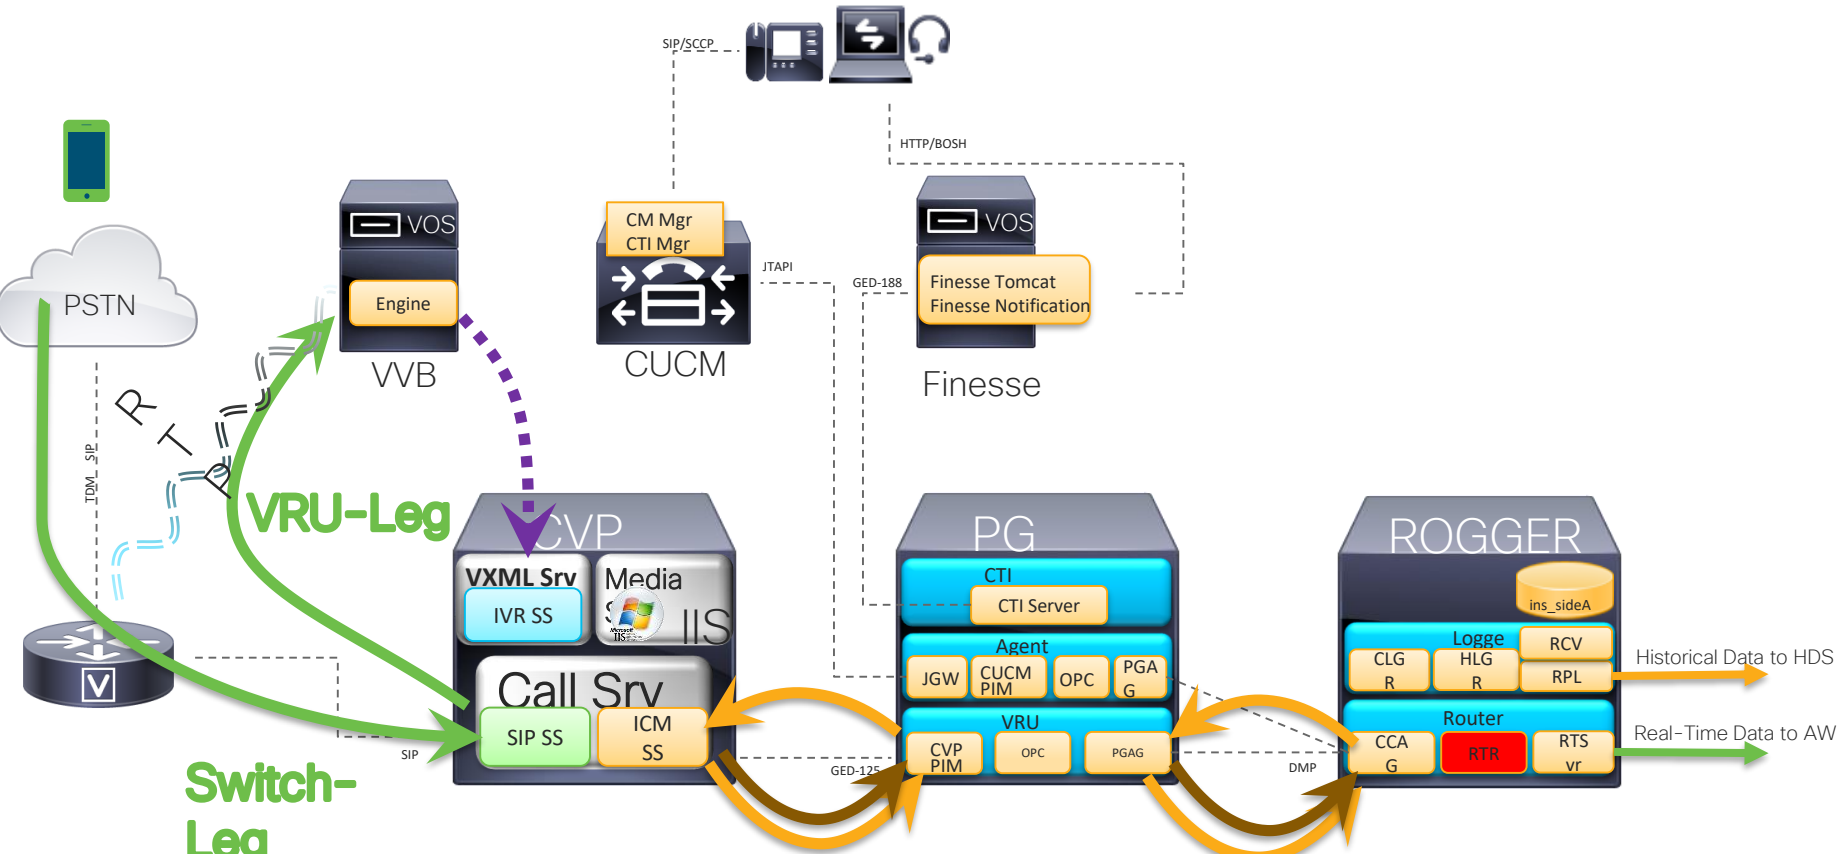 SIP/SCCP
HTTP/BOSH
VOS
CM Mgr
CTI Mgr
VOS
PSTN
Engine
JTAPI
GED-188
Finesse Tomcat
Finesse Notification
VVB
CUCM
Finesse
R
T
P
TDM SIP
VRU-Leg
CVP
PG
ROGGER
VXML Srv
IVR SS
Media
S
Microsoft
IIS
IIS
CTI
CTI Server
ins_sideA
Agent
JGW
CUCM
PIM
OPC
PGA
G
Logge
CLG
R
HLG
R
RCV
RPL
Historical Data to HDS
Call Srv
SIP SS
ICM
SS
VRU
CVP
PIM
OPC
PGAG
Router
CCA
G
RTR
RTS
vr
Real-Time Data to AW
SIP
GED-125
DMP
Switch-
Leg